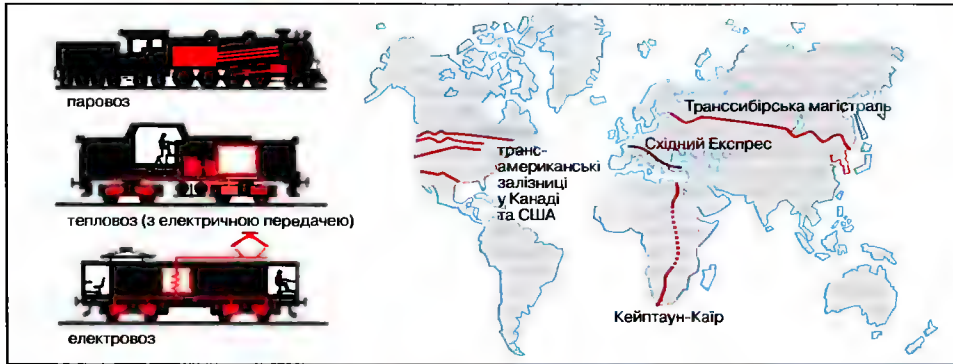 паровоз
тепловоз (з електричною передачею)
електровоз
Транссибірська магістраль
Східний Експрес
транс-
американські
залізниці
у Канаді
та США
Кейптаун-Каїр